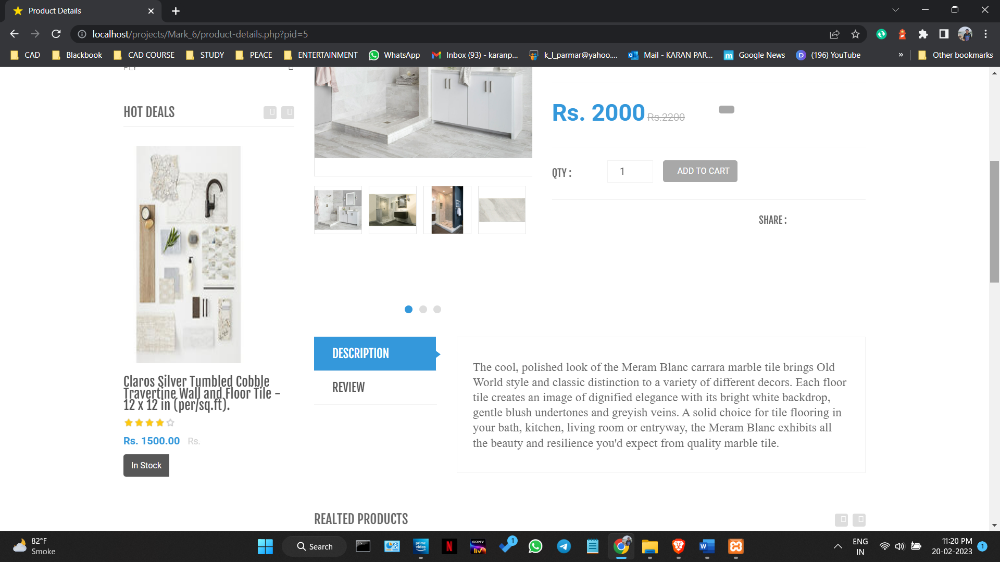 Product Details
localhost/projects/Mark_6/product-details.php?pid=5
CAD
Blackbook
CAD COURSE
STUDY
PEACE
ENTERTAINMENT
WhatsApp
Inbox (93) - karanp...
k_l_parmar@yahoo....
Mail - KARAN PAR...
Google News
(196) YouTube
»
Other bookmarks
PLY
HOT DEALS
Claros Silver Tumbled Cobble
Travertine Wall and Floor Tile -
12 x 12 in (per/sq.ft).
Rs. 1500.00 Rs.
In Stock
Rs. 2000 Rs.2200
QTY :
1
ADD TO CART
SHARE :
DESCRIPTION
REVIEW
The cool, polished look of the Meram Blanc carrara marble tile brings Old
World style and classic distinction to a variety of different decors. Each floor
tile creates an image of dignified elegance with its bright white backdrop,
gentle blush undertones and greyish veins. A solid choice for tile flooring in
your bath, kitchen, living room or entryway, the Meram Blanc exhibits all
the beauty and resilience you'd expect from quality marble tile.
REALTED PRODUCTS
82°F
Smoke
Search
prime video
N
SONY liv
1
W
ENG
IN
11:20 PM
20-02-2023
1